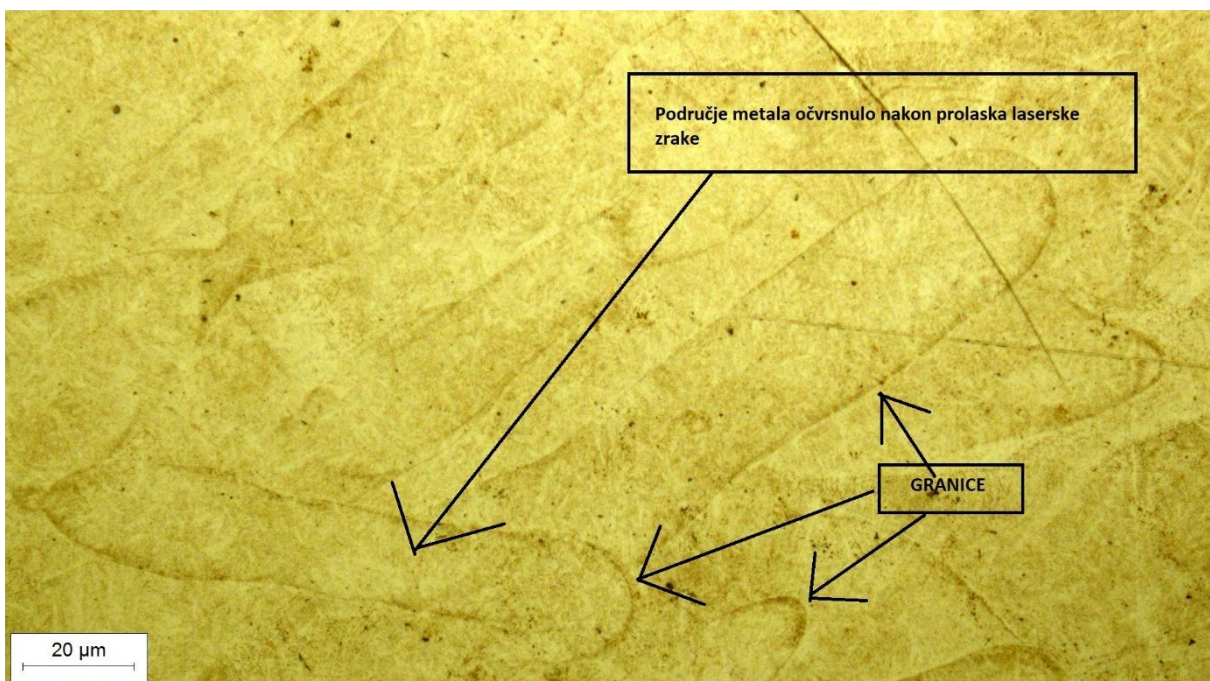 Područje metala očvrsnulo nakon prolaska laserske
zrake
GRANICE
20 µm